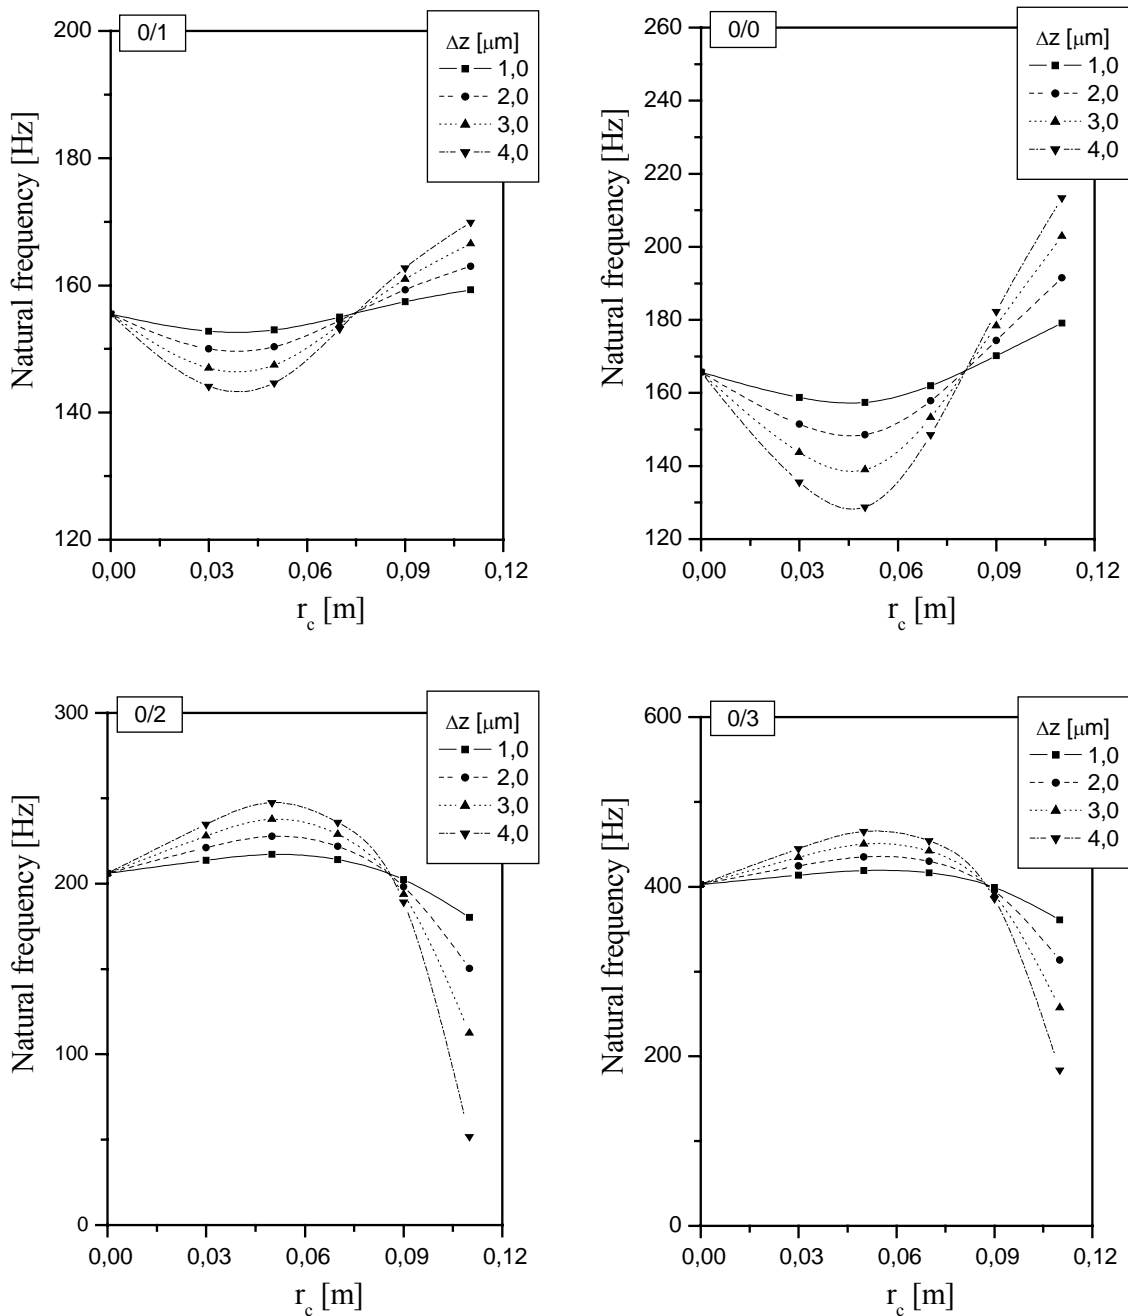 0/1
Δz [μm]
1,0
2,0
3,0
4,0
200
180
160
140
120
Natural frequency [Hz]
0,00 0,03 0,06 0,09 0,12
r_c [m]
0/0
Δz [μm]
1,0
2,0
3,0
4,0
260
240
220
200
180
160
140
120
Natural frequency [Hz]
0,00 0,03 0,06 0,09 0,12
r_c [m]
0/2
Δz [μm]
1,0
2,0
3,0
4,0
300
200
100
0
Natural frequency [Hz]
0,00 0,03 0,06 0,09 0,12
r_c [m]
0/3
Δz [μm]
1,0
2,0
3,0
4,0
600
400
200
0
Natural frequency [Hz]
0,00 0,03 0,06 0,09 0,12
r_c [m]